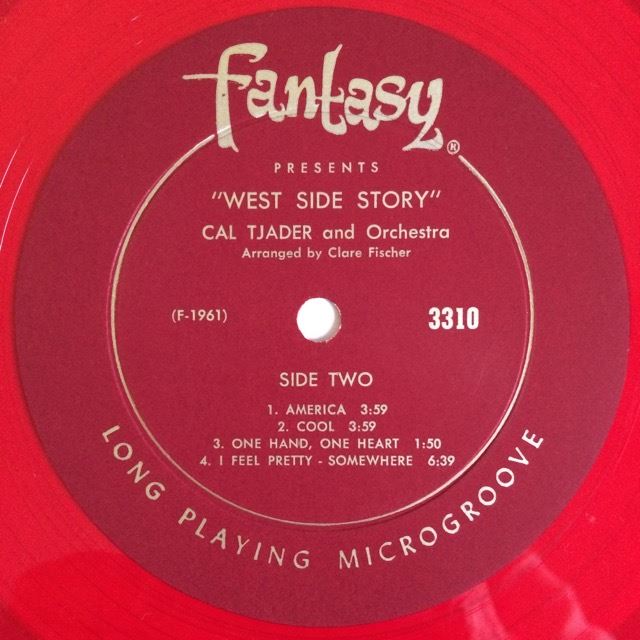 Fantasy®
PRESENTS
"WEST SIDE STORY"
CAL TJADER and Orchestra
Arranged by Clare Fischer
(F-1961)
3310
SIDE TWO
1. AMERICA 3:59
2. COOL 3:59
3. ONE HAND, ONE HEART 1:50
4. I FEEL PRETTY - SOMEWHERE 6:39
LONG PLAYING MICROGROOVE